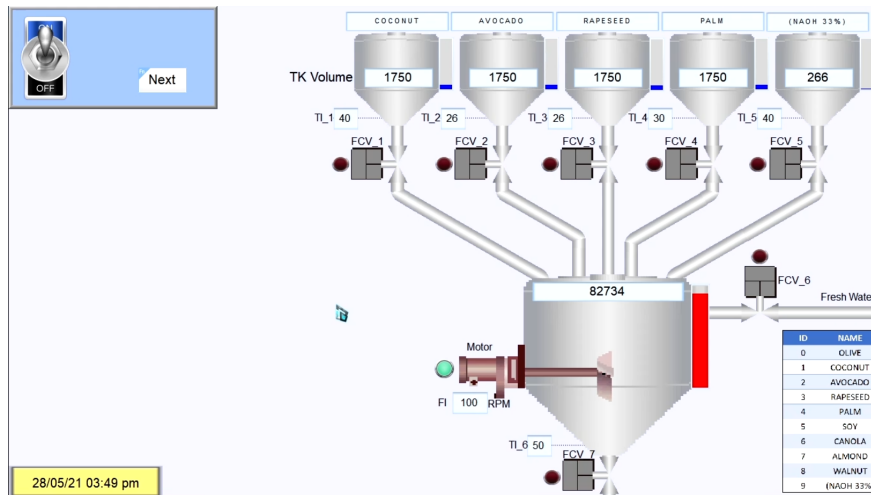 COCONUT AVOCADO RAPESEED PALM (NAOH 33%)
ON
OFF
Next
TK Volume 1750 1750 1750 1750 266
TI_1 40 TI_2 26 TI_3 26 TI_4 30 TI_5 40
FCV_1 FCV_2 FCV_3 FCV_4 FCV_5
82734
FCV_6
Fresh Wate
Motor
FI 100 RPM
TI_6 50
FCV_7
ID NAME
0 OLIVE
1 COCONUT
2 AVOCADO
3 RAPESEED
4 PALM
5 SOY
6 CANOLA
7 ALMOND
8 WALNUT
9 (NAOH 33%
28/05/21 03:49 pm